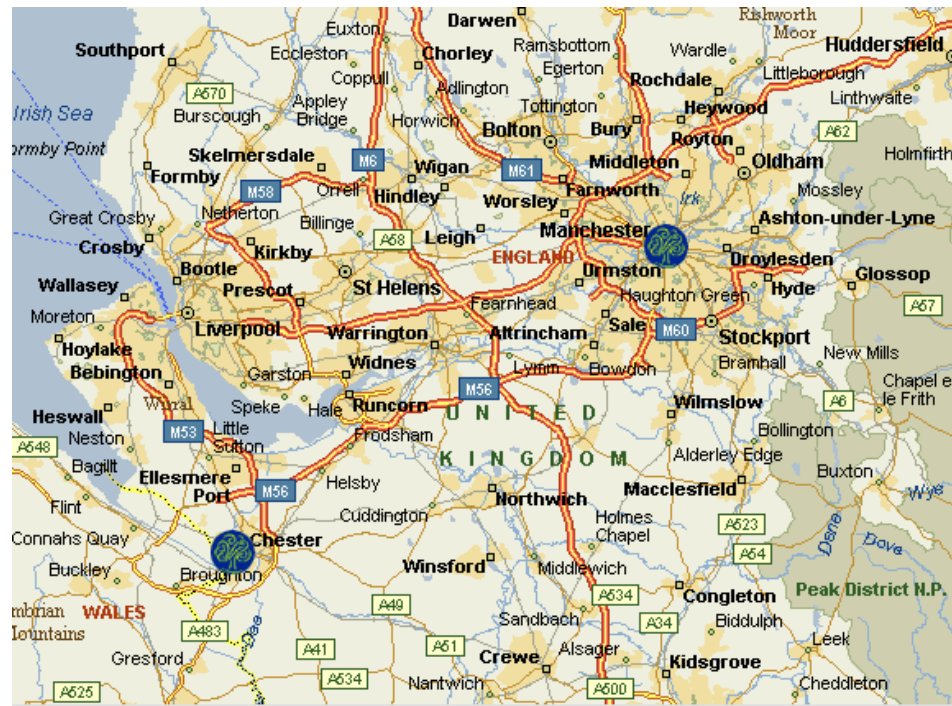 Darwen
Rishworth
Moor
Euxton
Southport
Eccleston
Chorley
Ramsbottom
Wardle
Huddersfield
Coppull
Egerton
Rochdale
Littleborough
A570
Appley
Bridge
Adlington
Tottington
Heywood
Linthwaite
Irish Sea
Burscough
Horwich
Bolton
Bury
Royton
A62
ormby Point
Skelmersdale
M6
Wigan
M61
Middleton
Oldham
Holmfirth
Formby
M58
Orrell
Hindley
Farnworth
Irk
Mossley
Great Crosby
Netherton
Billinge
Worsley
Ashton-under-Lyne
Crosby
Kirkby
A58
Leigh
Manchester
ENGLAND
Droylesden
Bootle
St Helens
Urmston
Hyde
Glossop
Wallasey
Prescot
Fearnhead
Haughton Green
A57
Moreton
Liverpool
Warrington
Altrincham
Sale
M60
Stockport
Hoylake
Widnes
Lymm
Bowdon
Bramhall
New Mills
Bebington
Garston
M56
Chapel e
le Frith
Heswall
Wirral
Speke
Hale
Runcorn
UNITED
Wilmslow
A6
Neston
M53
Little
Sutton
Frodsham
KINGDOM
Bollington
A548
Bagillt
Ellesmere
Port
M56
Helsby
Alderley Edge
Buxton
Flint
Northwich
Macclesfield
Wye
Cuddington
Connahs Quay
Chester
Holmes
Chapel
A523
Dane
Dove
Buckley
Broughton
Winsford
Middlewich
A54
mbrian
Mountains
WALES
A49
A534
Congleton
Peak District N.P.
A483
Dee
Sandbach
A34
Biddulph
Gresford
A41
A51
Crewe
Alsager
Kidsgrove
Leek
A525
A534
Nantwich
A500
Cheddleton